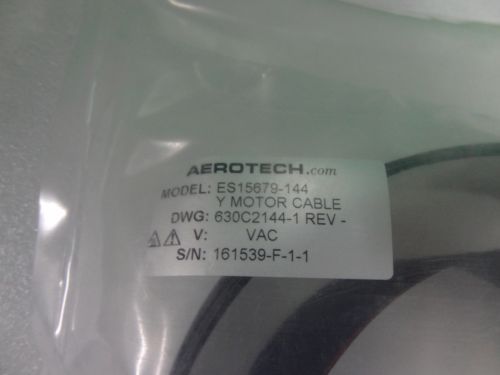 AEROTECH.com
MODEL: ES15679-144
Y MOTOR CABLE
DWG: 630C2144-1 REV -
V: VAC
S/N: 161539-F-1-1